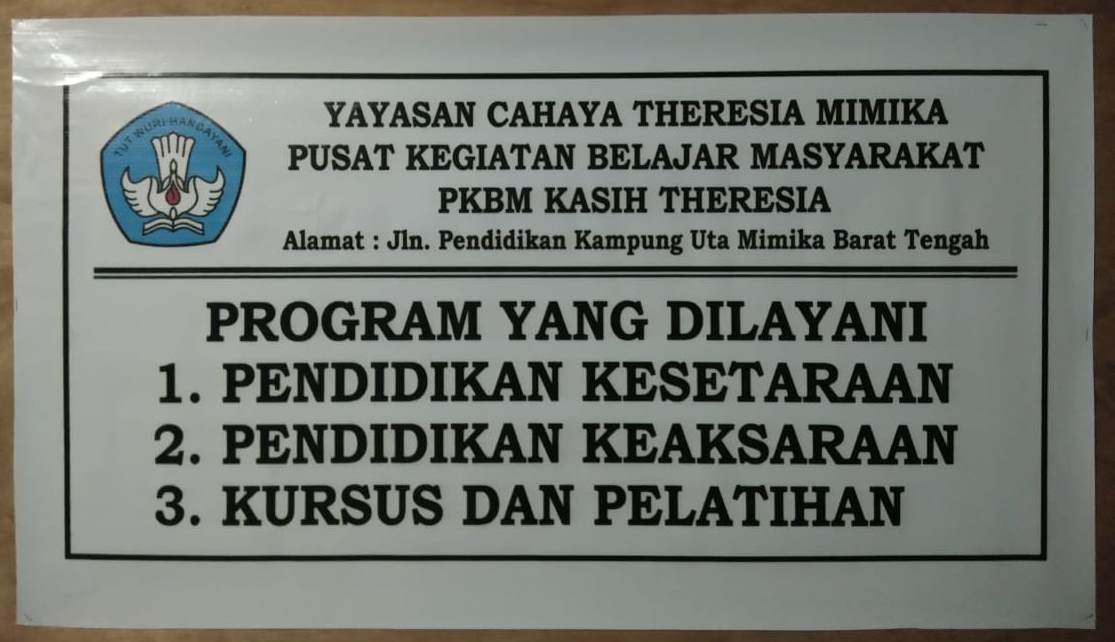 TUT WURI HANDAYANI
YAYASAN CAHAYA THERESIA MIMIKA
PUSAT KEGIATAN BELAJAR MASYARAKAT
PKBM KASIH THERESIA
Alamat : Jln. Pendidikan Kampung Uta Mimika Barat Tengah
PROGRAM YANG DILAYANI
1. PENDIDIKAN KESETARAAN
2. PENDIDIKAN KEAKSARAAN
3. KURSUS DAN PELATIHAN